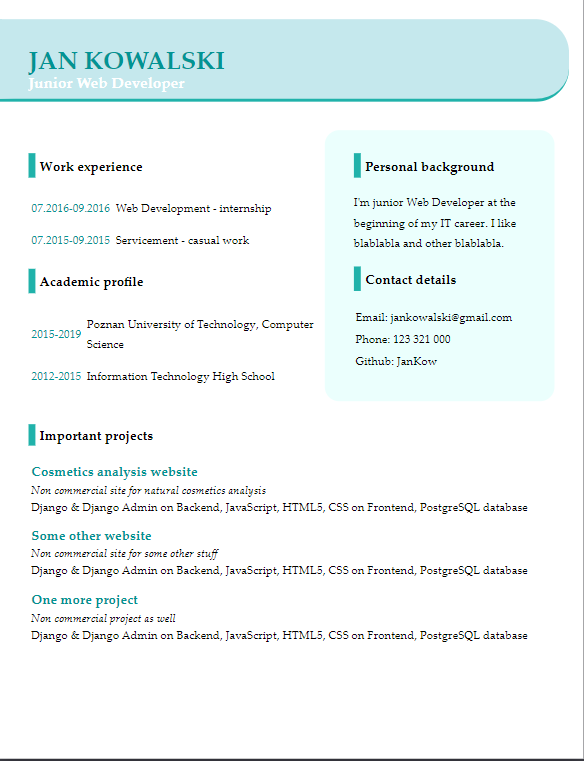 JAN KOWALSKI
Junior Web Developer
Work experience
07.2016-09.2016 Web Development - internship
07.2015-09.2015 Servicement - casual work
Academic profile
2015-2019 Poznan University of Technology, Computer
Science
2012-2015 Information Technology High School
Personal background
I'm junior Web Developer at the
beginning of my IT career. I like
blablabla and other blablabla.
Contact details
Email: jankowalski@gmail.com
Phone: 123 321 000
Github: JanKow
Important projects
Cosmetics analysis website
Non commercial site for natural cosmetics analysis
Django & Django Admin on Backend, JavaScript, HTML5, CSS on Frontend, PostgreSQL database
Some other website
Non commercial site for some other stuff
Django & Django Admin on Backend, JavaScript, HTML5, CSS on Frontend, PostgreSQL database
One more project
Non commercial project as well
Django & Django Admin on Backend, JavaScript, HTML5, CSS on Frontend, PostgreSQL database